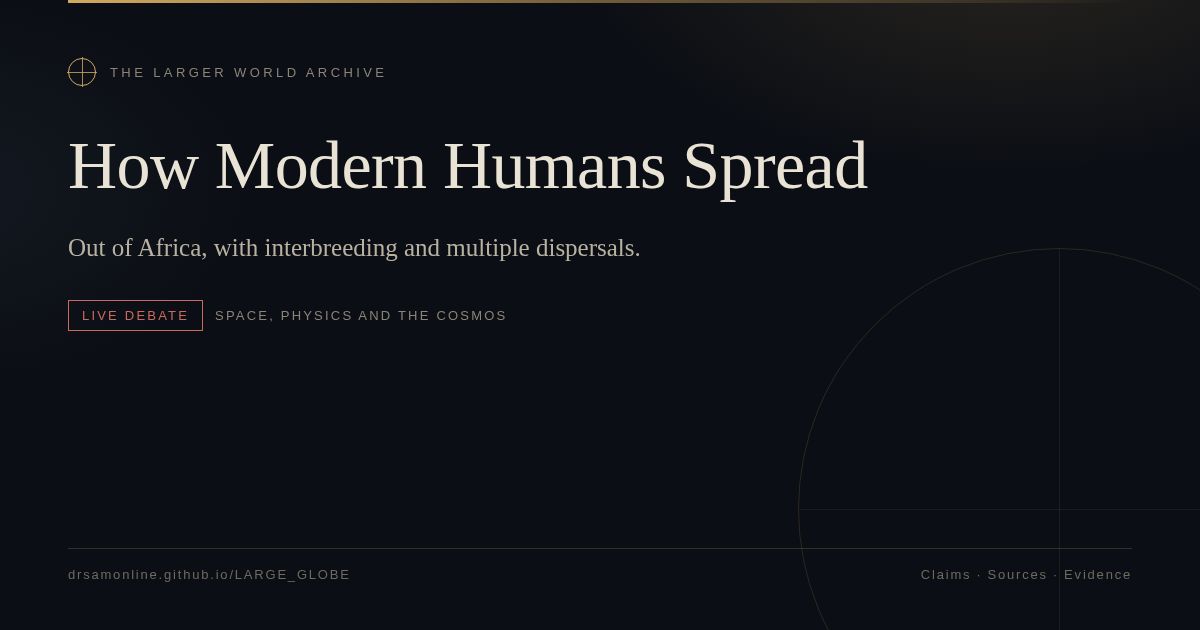 THE LARGER WORLD ARCHIVE
How Modern Humans Spread
Out of Africa, with interbreeding and multiple dispersals.
LIVE DEBATE SPACE, PHYSICS AND THE COSMOS
drsamonline.github.io/LARGE_GLOBE
Claims · Sources · Evidence